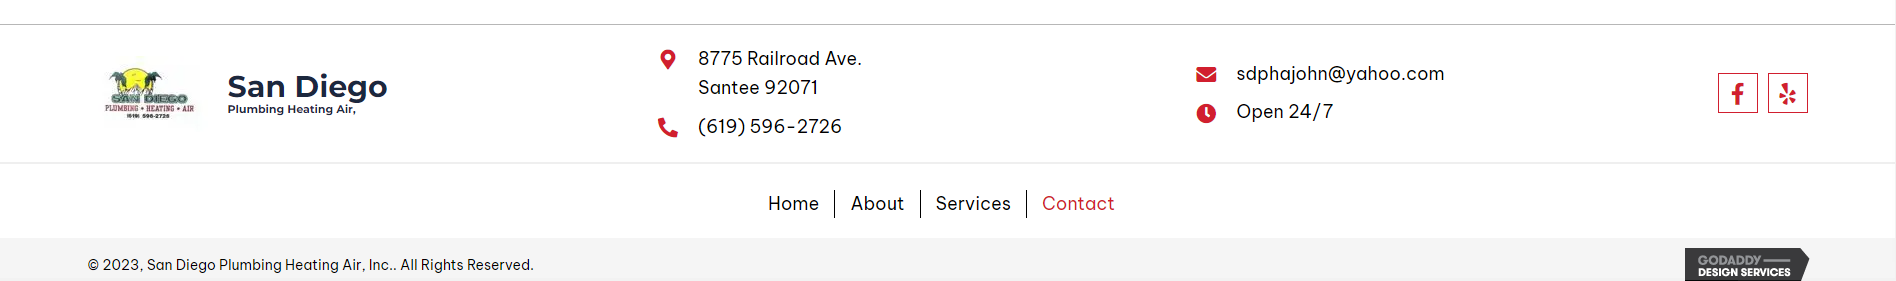 SAN DIEGO
PLUMBING • HEATING • AIR
(619) 596-2726
San Diego
Plumbing Heating Air,
8775 Railroad Ave.
Santee 92071
(619) 596-2726
sdphajohn@yahoo.com
Open 24/7
Home
About
Services
Contact
© 2023, San Diego Plumbing Heating Air, Inc.. All Rights Reserved.
GODADDY
DESIGN SERVICES